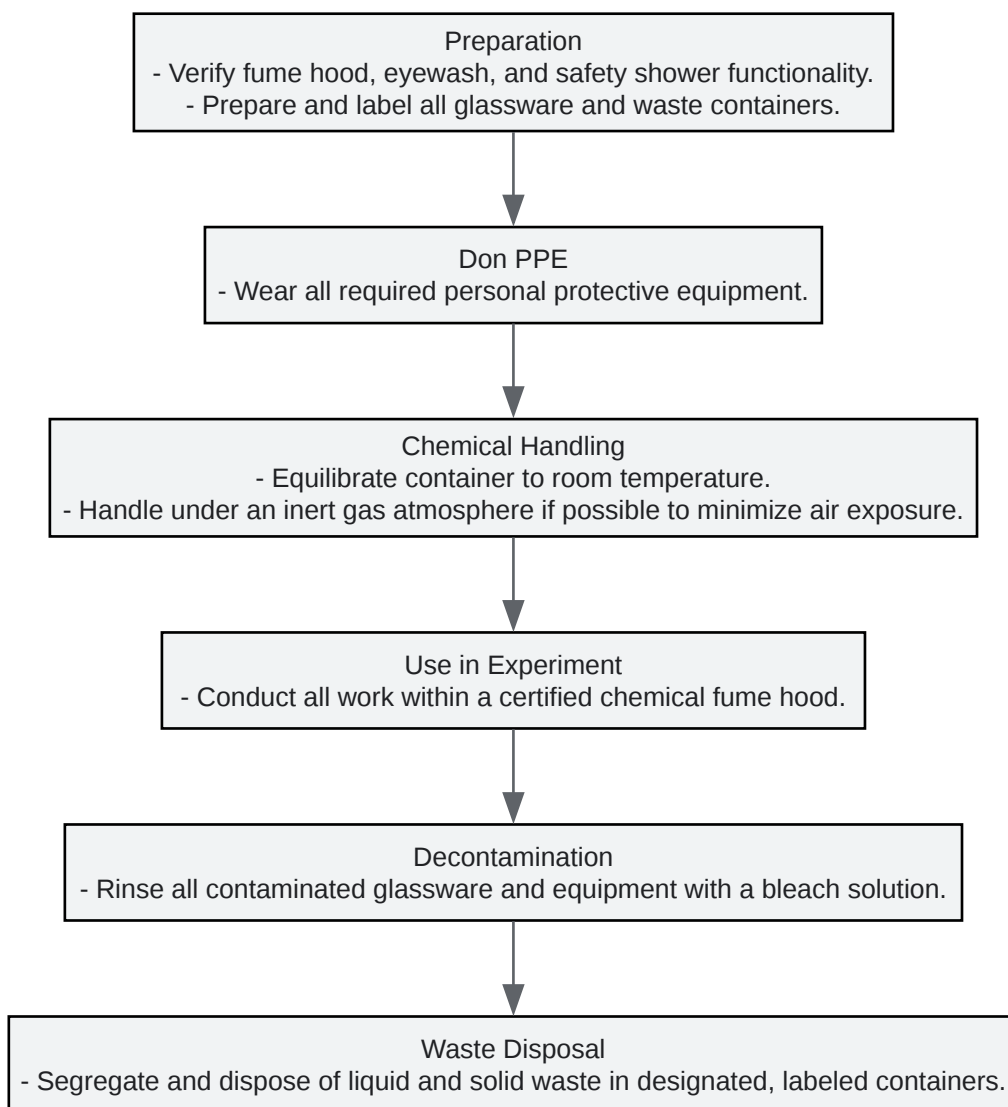 Preparation
- Verify fume hood, eyewash, and safety shower functionality.
- Prepare and label all glassware and waste containers.
Don PPE
- Wear all required personal protective equipment.
Chemical Handling
- Equilibrate container to room temperature.
- Handle under an inert gas atmosphere if possible to minimize air exposure.
Use in Experiment
- Conduct all work within a certified chemical fume hood.
Decontamination
- Rinse all contaminated glassware and equipment with a bleach solution.
Waste Disposal
- Segregate and dispose of liquid and solid waste in designated, labeled containers.